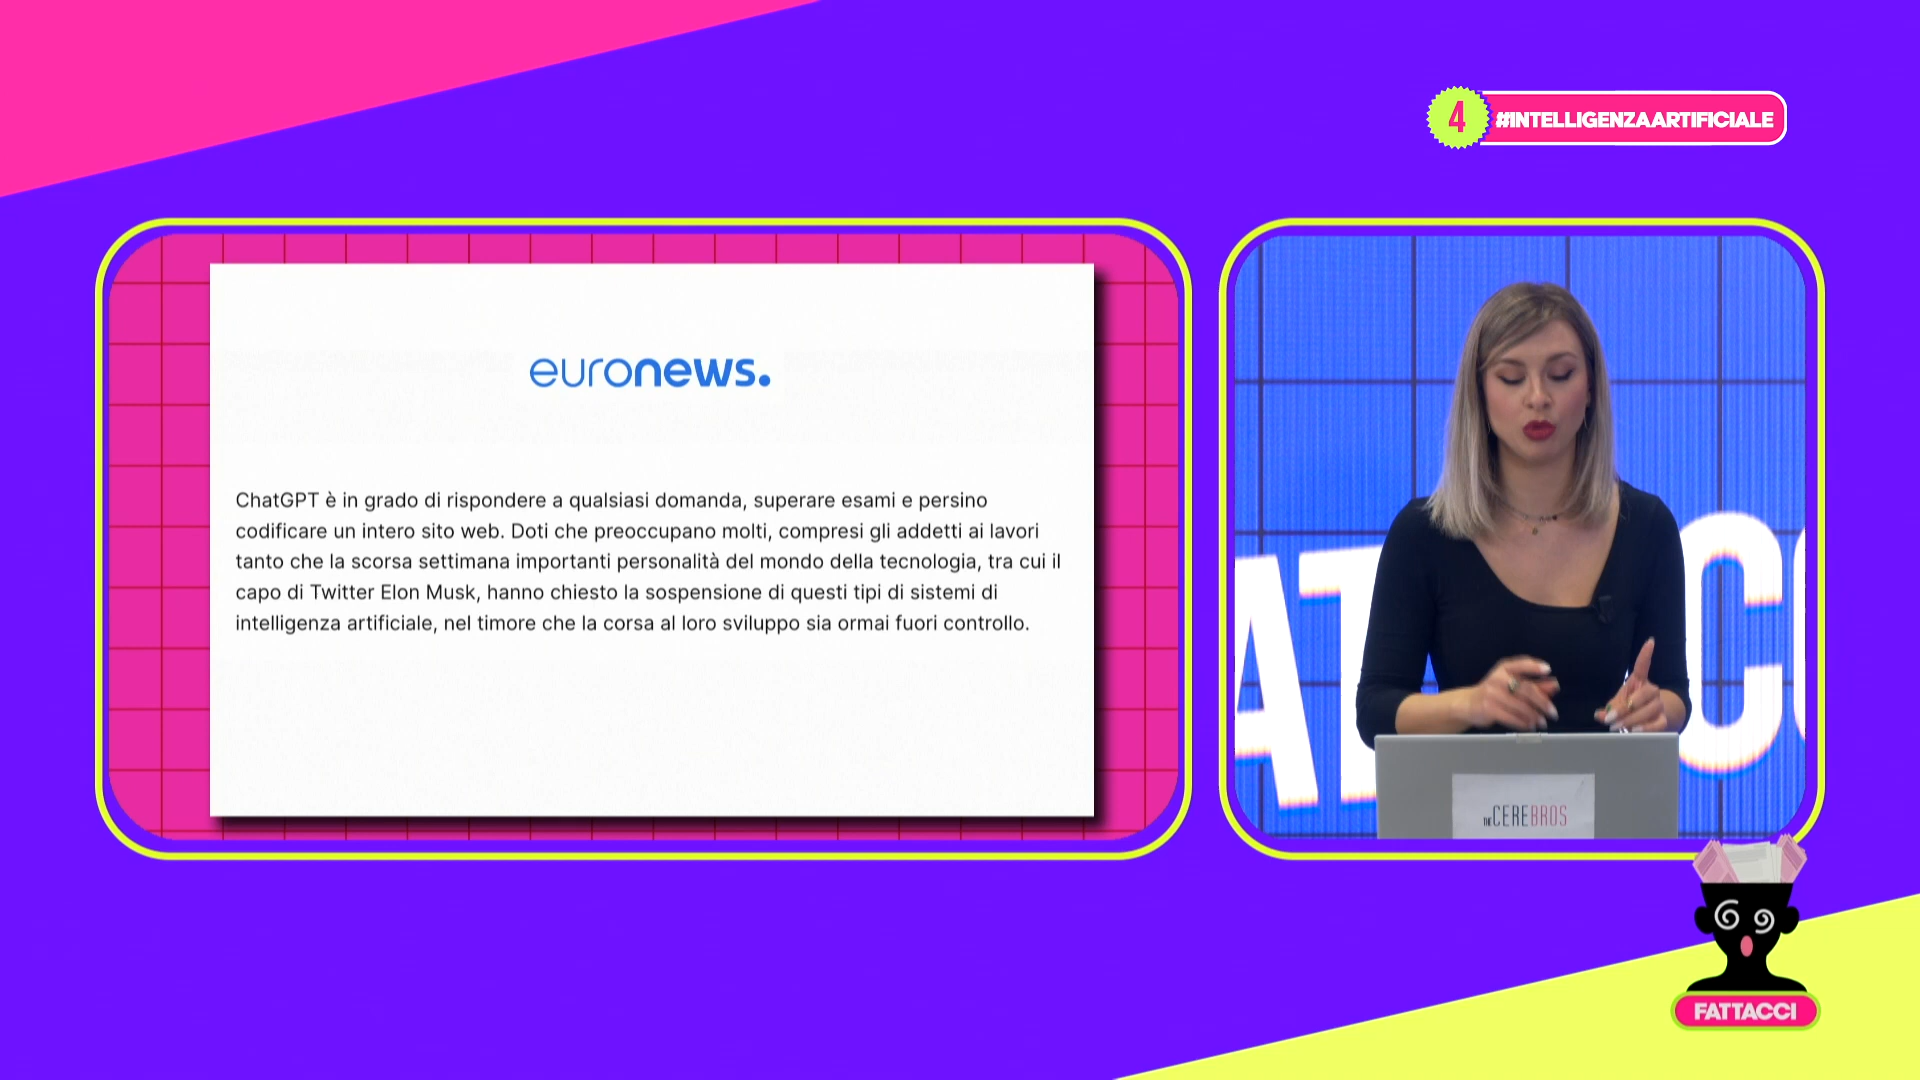 4
#INTELLIGENZAARTIFICIALE
euronews.
ChatGPT è in grado di rispondere a qualsiasi domanda, superare esami e persino
codificare un intero sito web. Doti che preoccupano molti, compresi gli addetti ai lavori
tanto che la scorsa settimana importanti personalità del mondo della tecnologia, tra cui il
capo di Twitter Elon Musk, hanno chiesto la sospensione di questi tipi di sistemi di
intelligenza artificiale, nel timore che la corsa al loro sviluppo sia ormai fuori controllo.
THE CEREBROS
FATTACCI